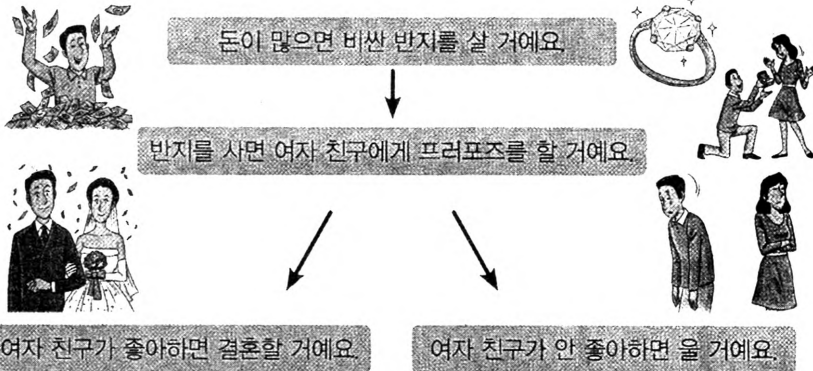 돈이 많으면 비싼 반지를 살 거예요.
반지를 사면 여자 친구에게 프러포즈를 할 거예요.
여자 친구가 좋아하면 결혼할 거예요.
여자 친구가 안 좋아하면 울 거예요.